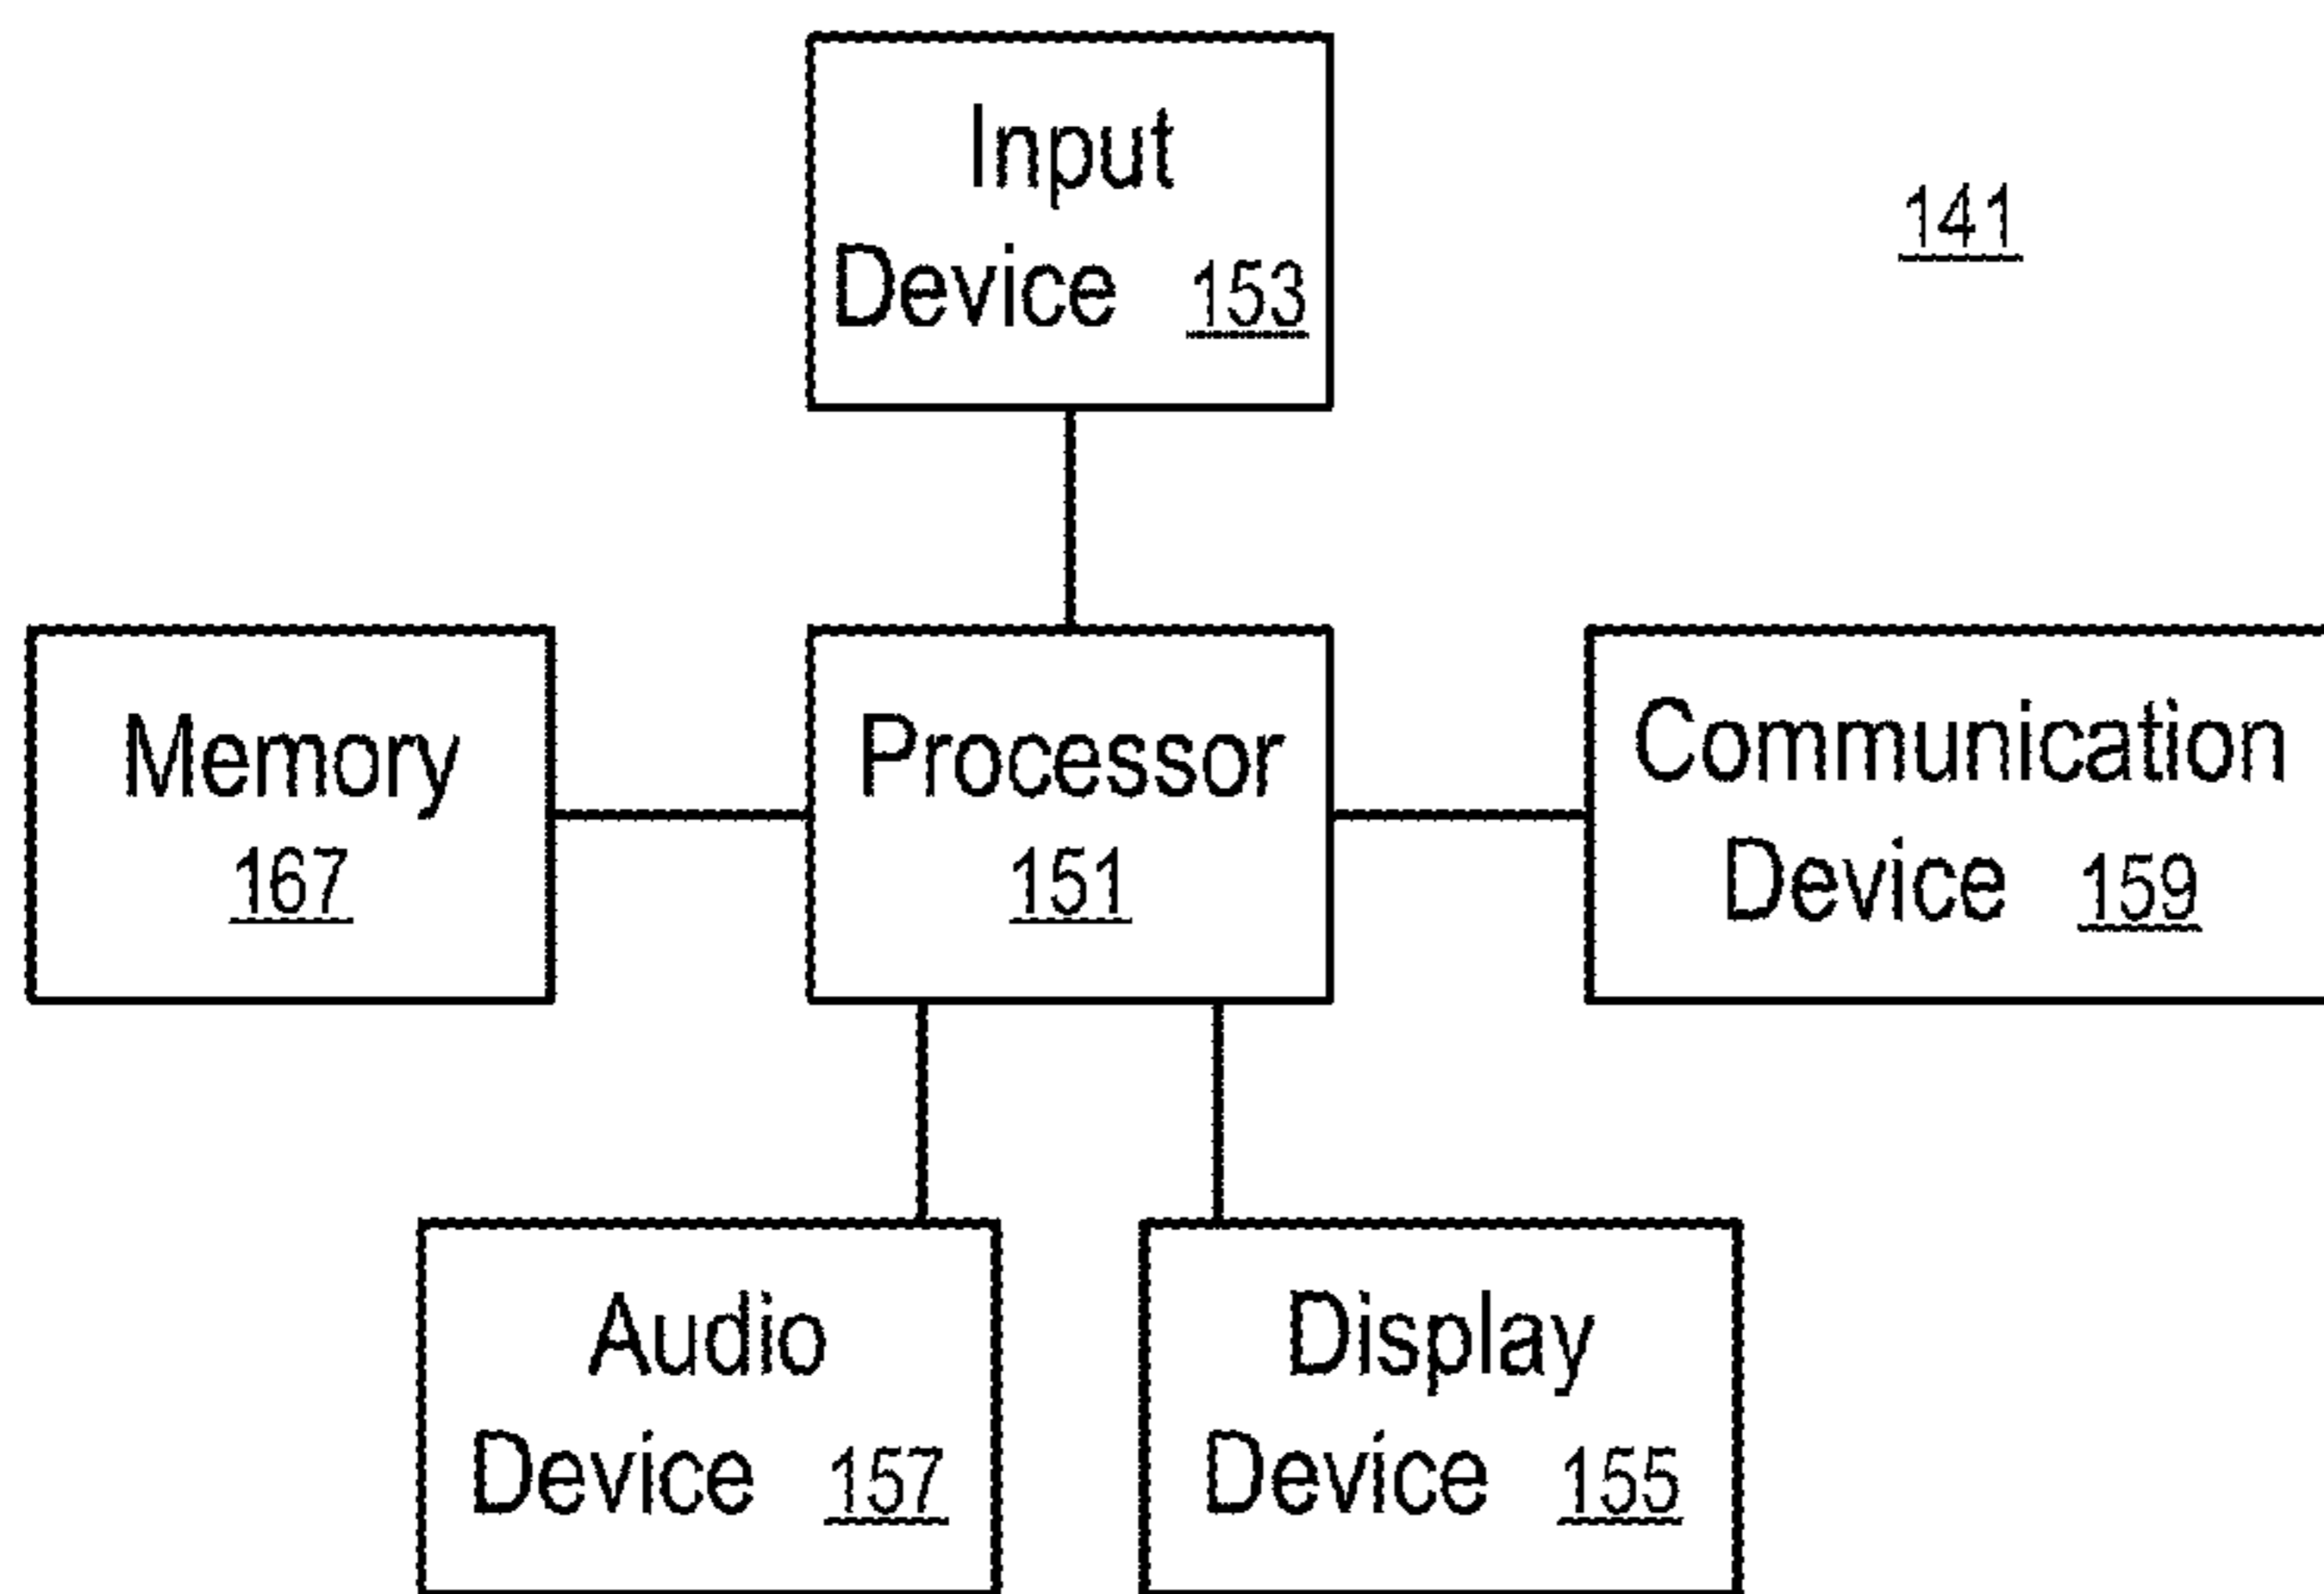 Input
Device 153
141
Memory
167
Processor
151
Communication
Device 159
Audio
Device 157
Display
Device 155